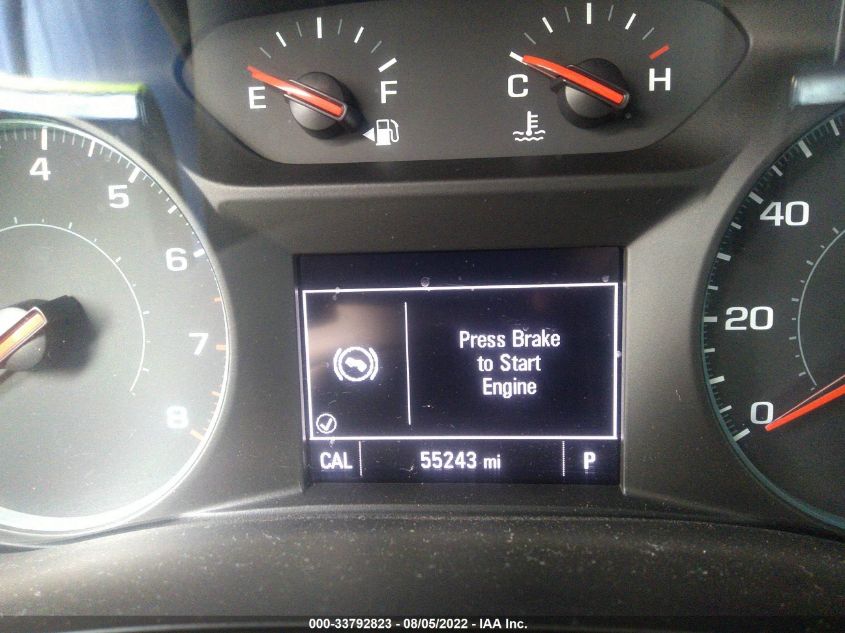 E F
C H
4
5
6
7
8
40
20
0
Press Brake
to Start
Engine
CAL 55243 mi P
000-33792823 - 08/05/2022 - IAA Inc.